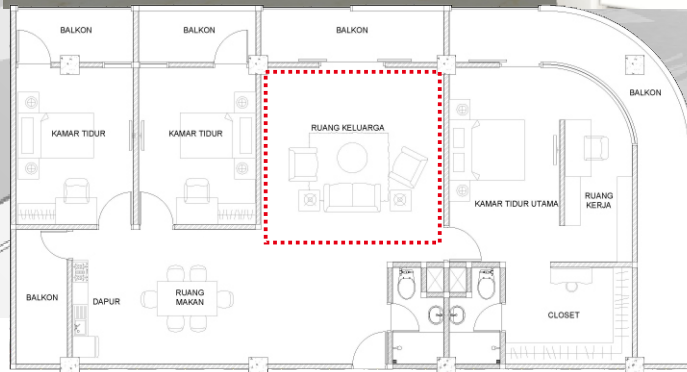 BALKON
BALKON
BALKON
BALKON
KAMAR TIDUR
KAMAR TIDUR
RUANG KELUARGA
KAMAR TIDUR UTAMA
RUANG
KERJA
BALKON
DAPUR
RUANG
MAKAN
CLOSET